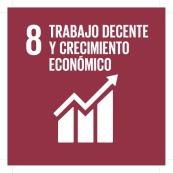 8 TRABAJO DECENTE
Y CRECIMIENTO
ECONÓMICO